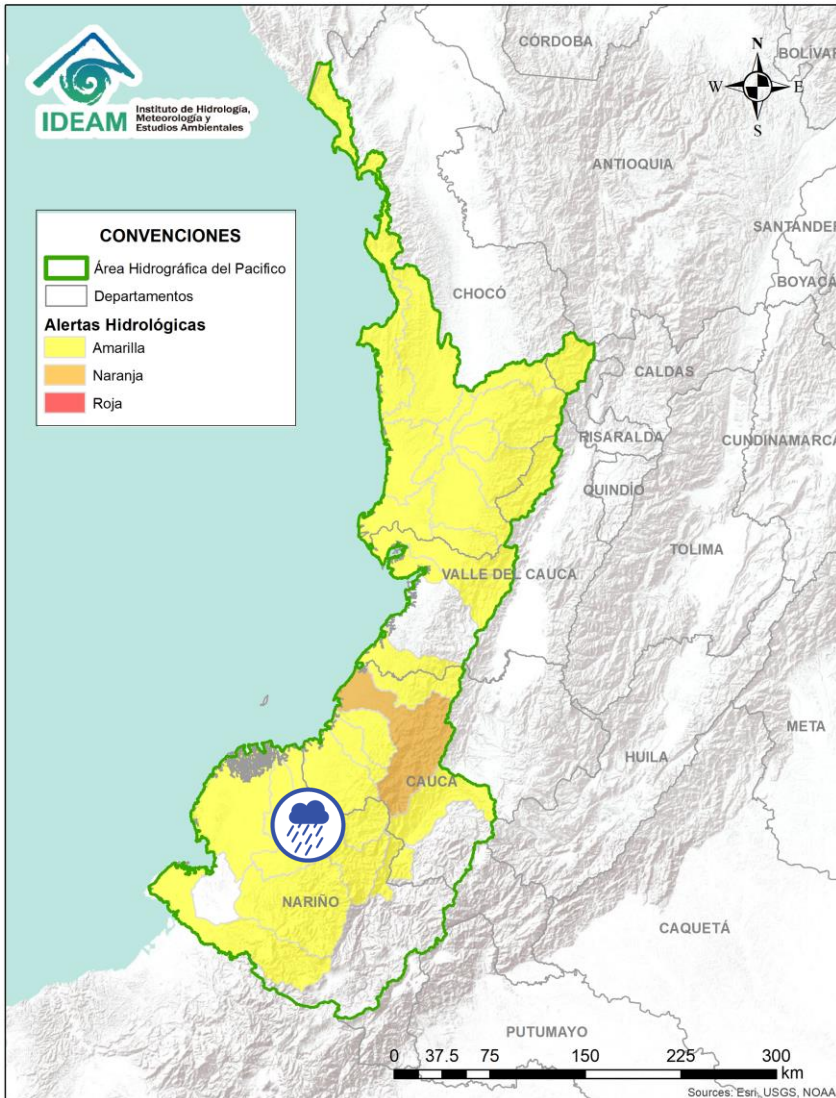 IDEAM
Instituto de Hidrología,
Meteorología y
Estudios Ambientales
CÓRDOBA
BOLÍVAR
N
W
E
S
ANTIOQUIA
SANTANDER
BOYACÁ
CHOCÓ
CONVENCIONES
Área Hidrográfica del Pacifico
Departamentos
Alertas Hidrológicas
Amarilla
Naranja
Roja
CALDAS
RISARALDA
CUNDINAMARCA
QUINDÍO
TOLIMA
VALLE DEL CAUCA
META
HUILA
CAUCA
NARIÑO
CAQUETÁ
PUTUMAYO
0 37.5 75 150 225 300
km
Sources: Esri, USGS, NOAA